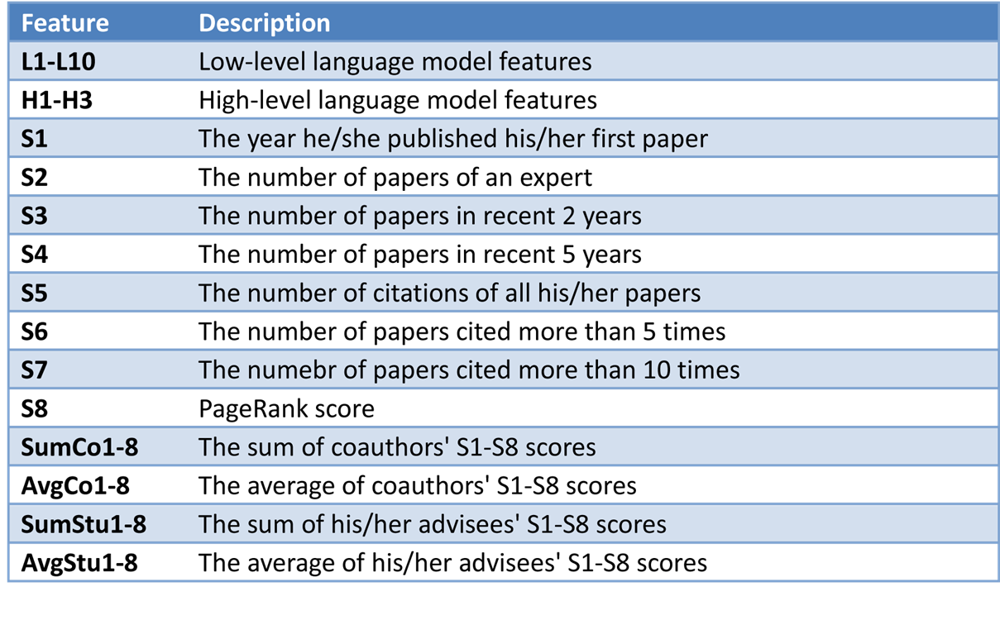 Feature Description
L1-L10 Low-level language model features
H1-H3 High-level language model features
S1 The year he/she published his/her first paper
S2 The number of papers of an expert
S3 The number of papers in recent 2 years
S4 The number of papers in recent 5 years
S5 The number of citations of all his/her papers
S6 The number of papers cited more than 5 times
S7 The numebr of papers cited more than 10 times
S8 PageRank score
SumCo1-8 The sum of coauthors' S1-S8 scores
AvgCo1-8 The average of coauthors' S1-S8 scores
SumStu1-8 The sum of his/her advisees' S1-S8 scores
AvgStu1-8 The average of his/her advisees' S1-S8 scores